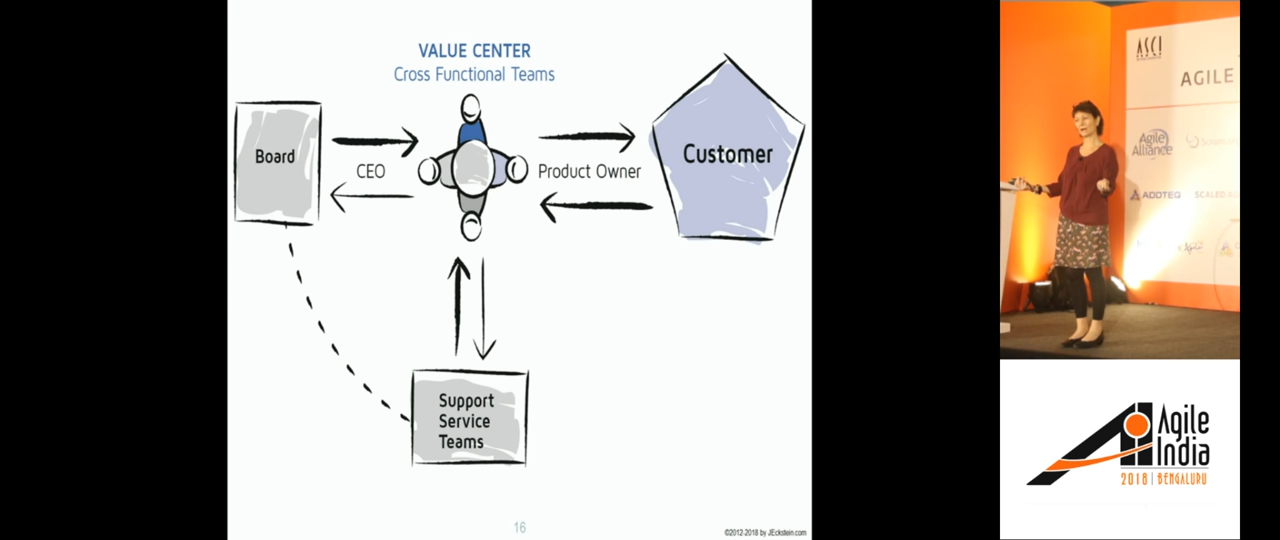 VALUE CENTER
Cross Functional Teams
Board
CEO
Product Owner
Customer
Support
Service
Teams
16
©2012-2018 by JEckstein.com
ASCI
AGILE
Agile
Alliance
ADDTEQ
SCALED
Agile
India
2018 | BENGALURU